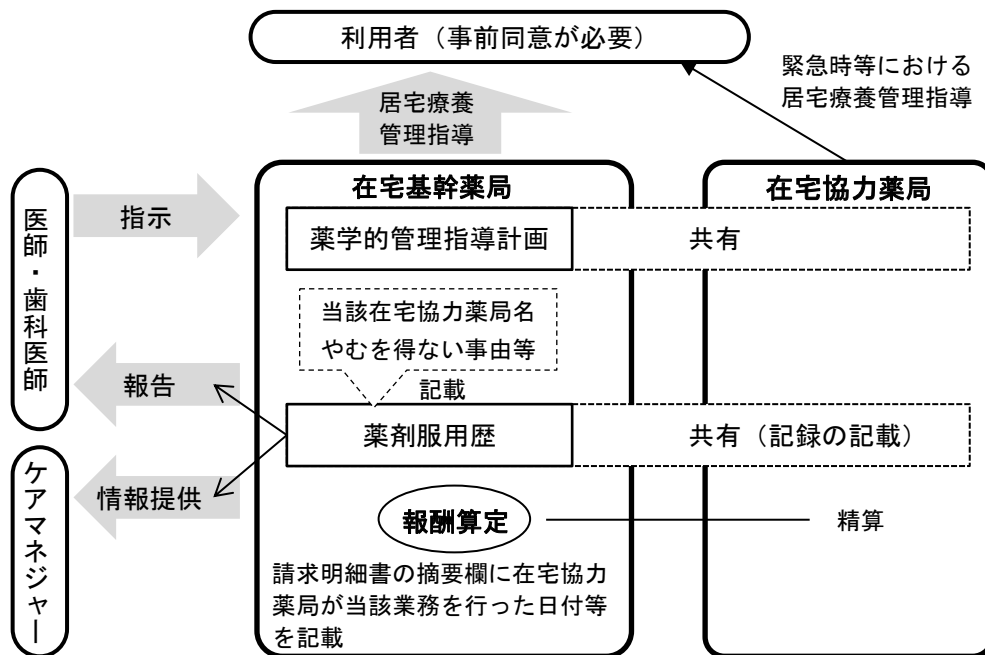 利用者（事前同意が必要）
緊急時等における
居宅療養管理指導
居宅療養
管理指導
医師・歯科医師
指示
在宅基幹薬局
在宅協力薬局
薬学的管理指導計画
共有
当該在宅協力薬局名
やむを得ない事由等
記載
報告
薬剤服用歴
共有（記録の記載）
ケアマネジャー
情報提供
報酬算定
精算
請求明細書の摘要欄に在宅協力
薬局が当該業務を行った日付等
を記載